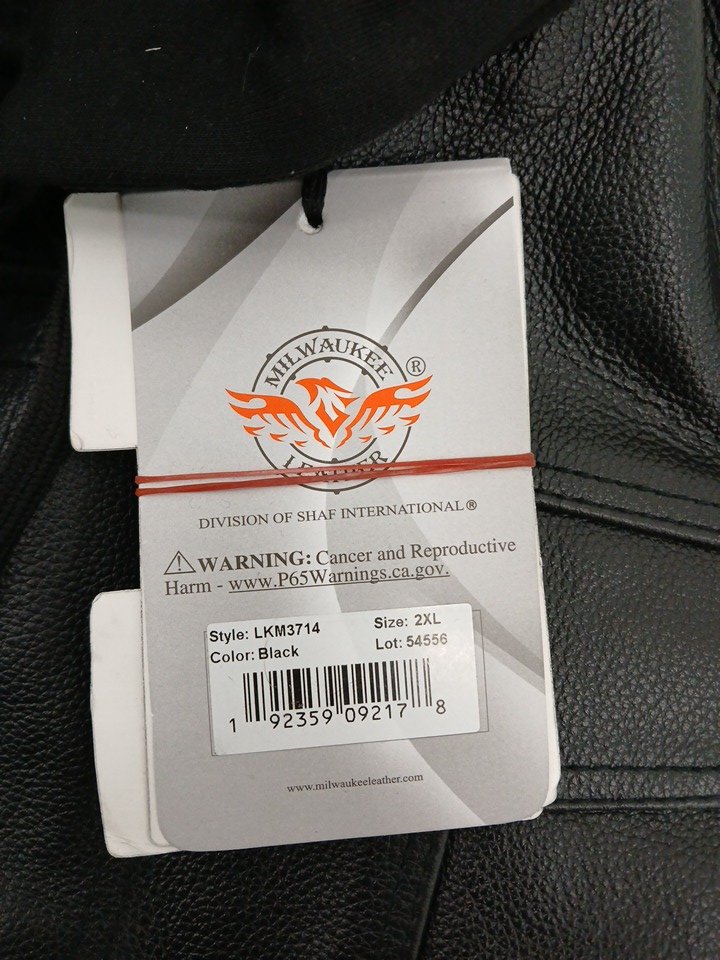 MILWAUKEE
LEATHER
®
DIVISION OF SHAF INTERNATIONAL®
WARNING: Cancer and Reproductive
Harm - www.P65Warnings.ca.gov.
Style: LKM3714
Size: 2XL
Color: Black
Lot: 54556
1 92359 09217 8
www.milwaukeeleather.com